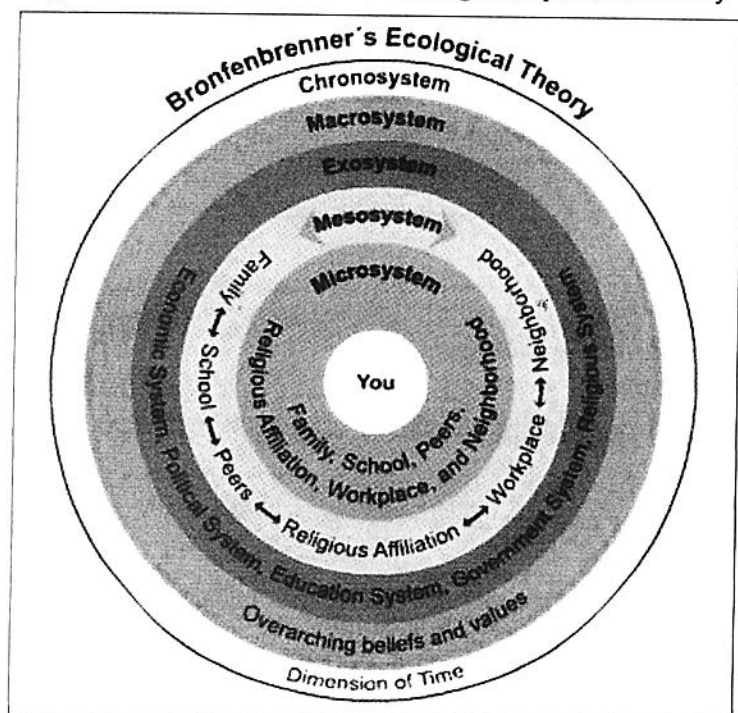 Bronfenbrenner´s Ecological Theory
Chronosystem
Macrosystem
Exosystem
Mesosystem
Microsystem
You
Family, School, Peers,
Religious Affiliation, Workplace, and Neighborhood
Family ↔ School ↔ Peers ↔ Religious Affiliation ↔ Workplace ↔ Neighborhood
Economic System, Political System, Education System, Government System, Religious System
Overarching beliefs and values
Dimension of Time